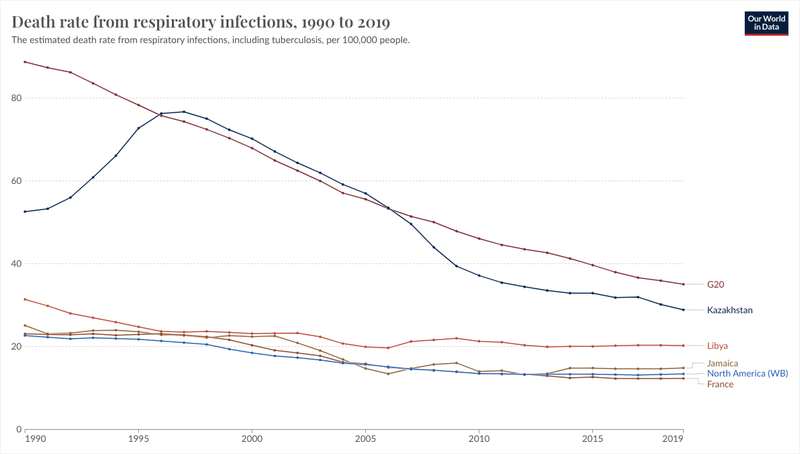 Death rate from respiratory infections, 1990 to 2019
Our World
in Data
The estimated death rate from respiratory infections, including tuberculosis, per 100,000 people.
80
60
40
20
0
G20
Kazakhstan
Libya
Jamaica
North America (WB)
France
1990
1995
2000
2005
2010
2015
2019